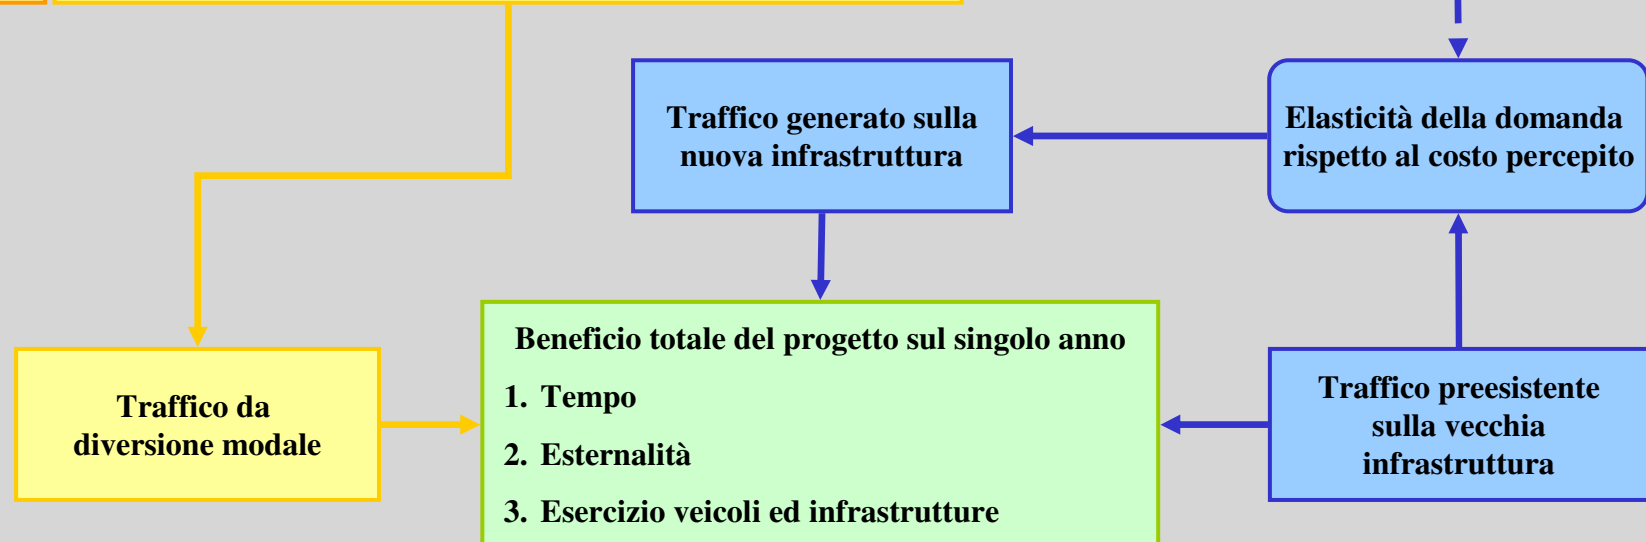 Traffico generato sulla
nuova infrastruttura
Elasticità della domanda
rispetto al costo percepito
Beneficio totale del progetto sul singolo anno
1. Tempo
2. Esternalità
3. Esercizio veicoli ed infrastrutture
Traffico da
diversione modale
Traffico preesistente
sulla vecchia
infrastruttura